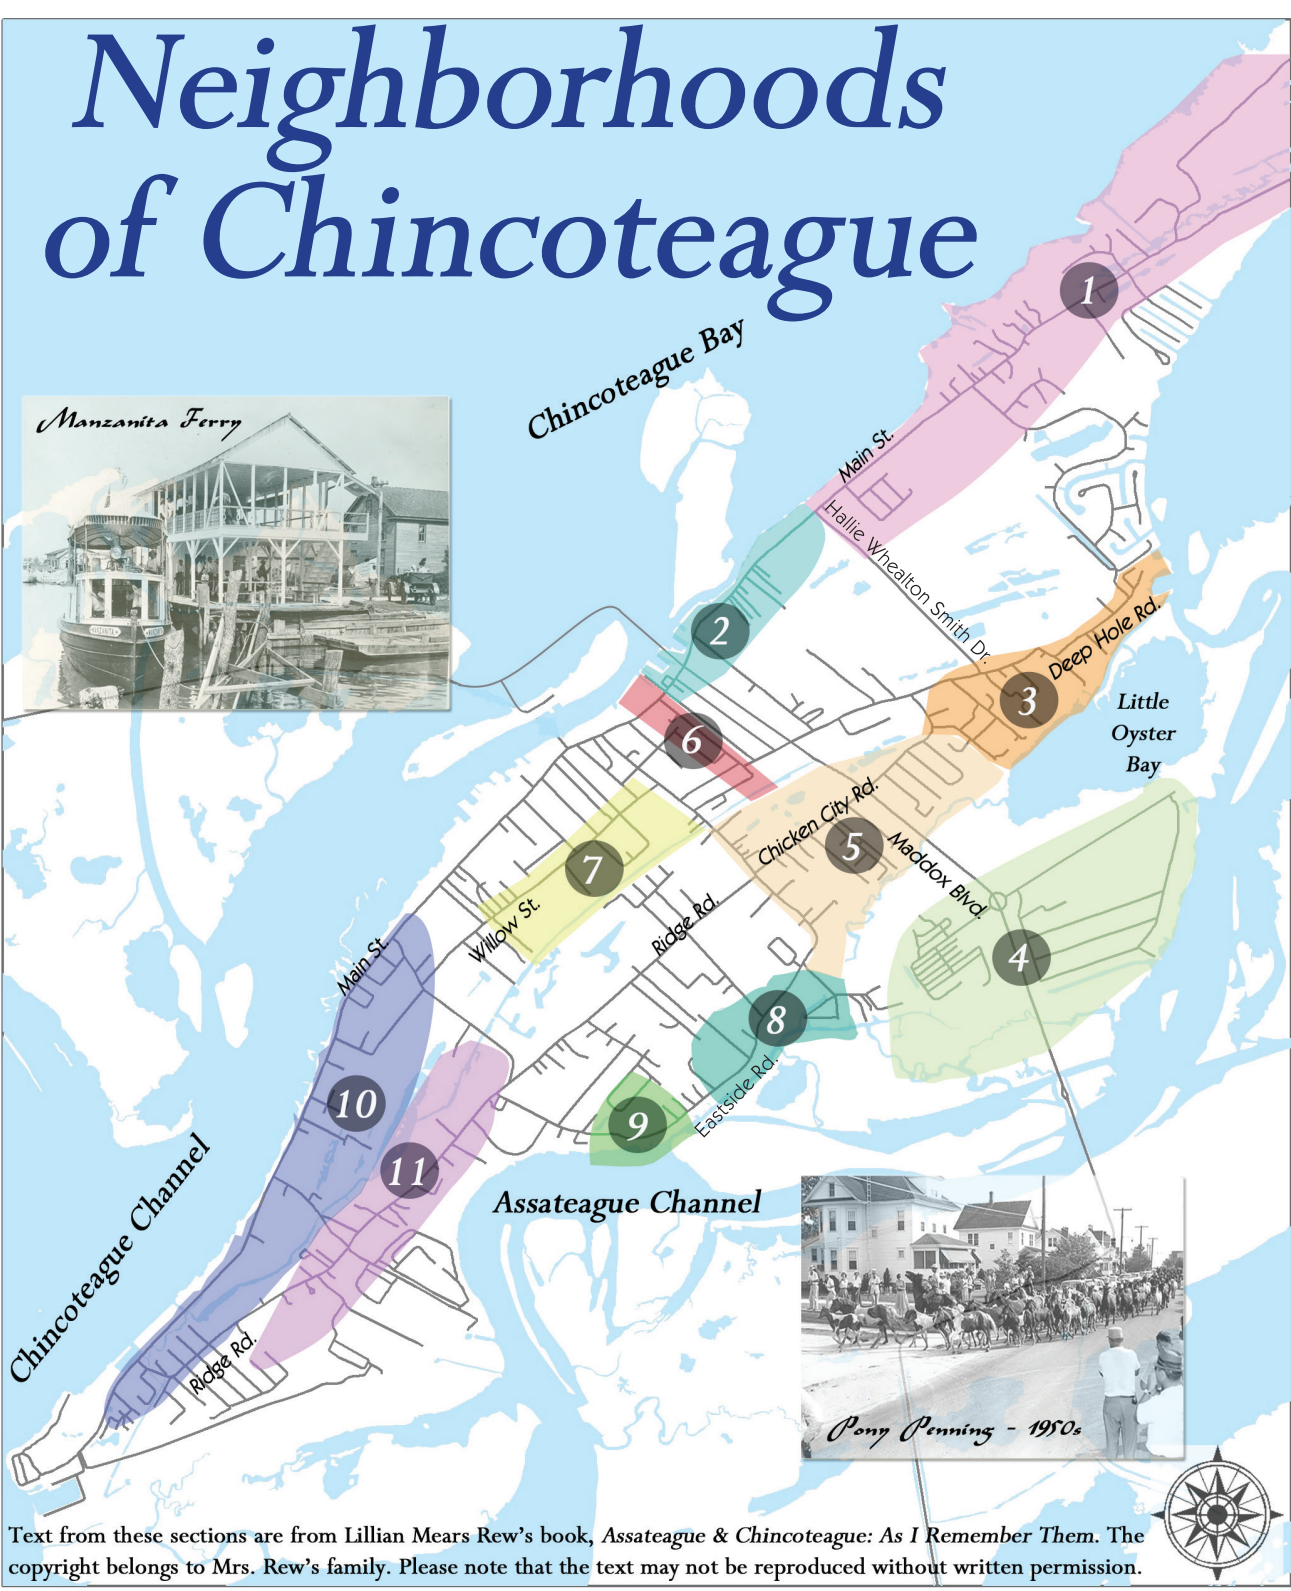 Neighborhoods
of Chincoteague
1
Chincoteague Bay
Manzanita Ferry
MANZANITA
Main St.
Hallie Whealton Smith Dr.
2
Deep Hole Rd.
3
Little
Oyster
Bay
6
Chicken City Rd.
5
Maddox Blvd.
7
Willow St.
Ridge Rd.
4
Main St.
8
Eastside Rd.
10
9
11
Chincoteague Channel
Assateague Channel
Ridge Rd.
Pony Penning - 1950s
Text from these sections are from Lillian Mears Rew's book, Assateague & Chincoteague: As I Remember Them. The
copyright belongs to Mrs. Rew's family. Please note that the text may not be reproduced without written permission.